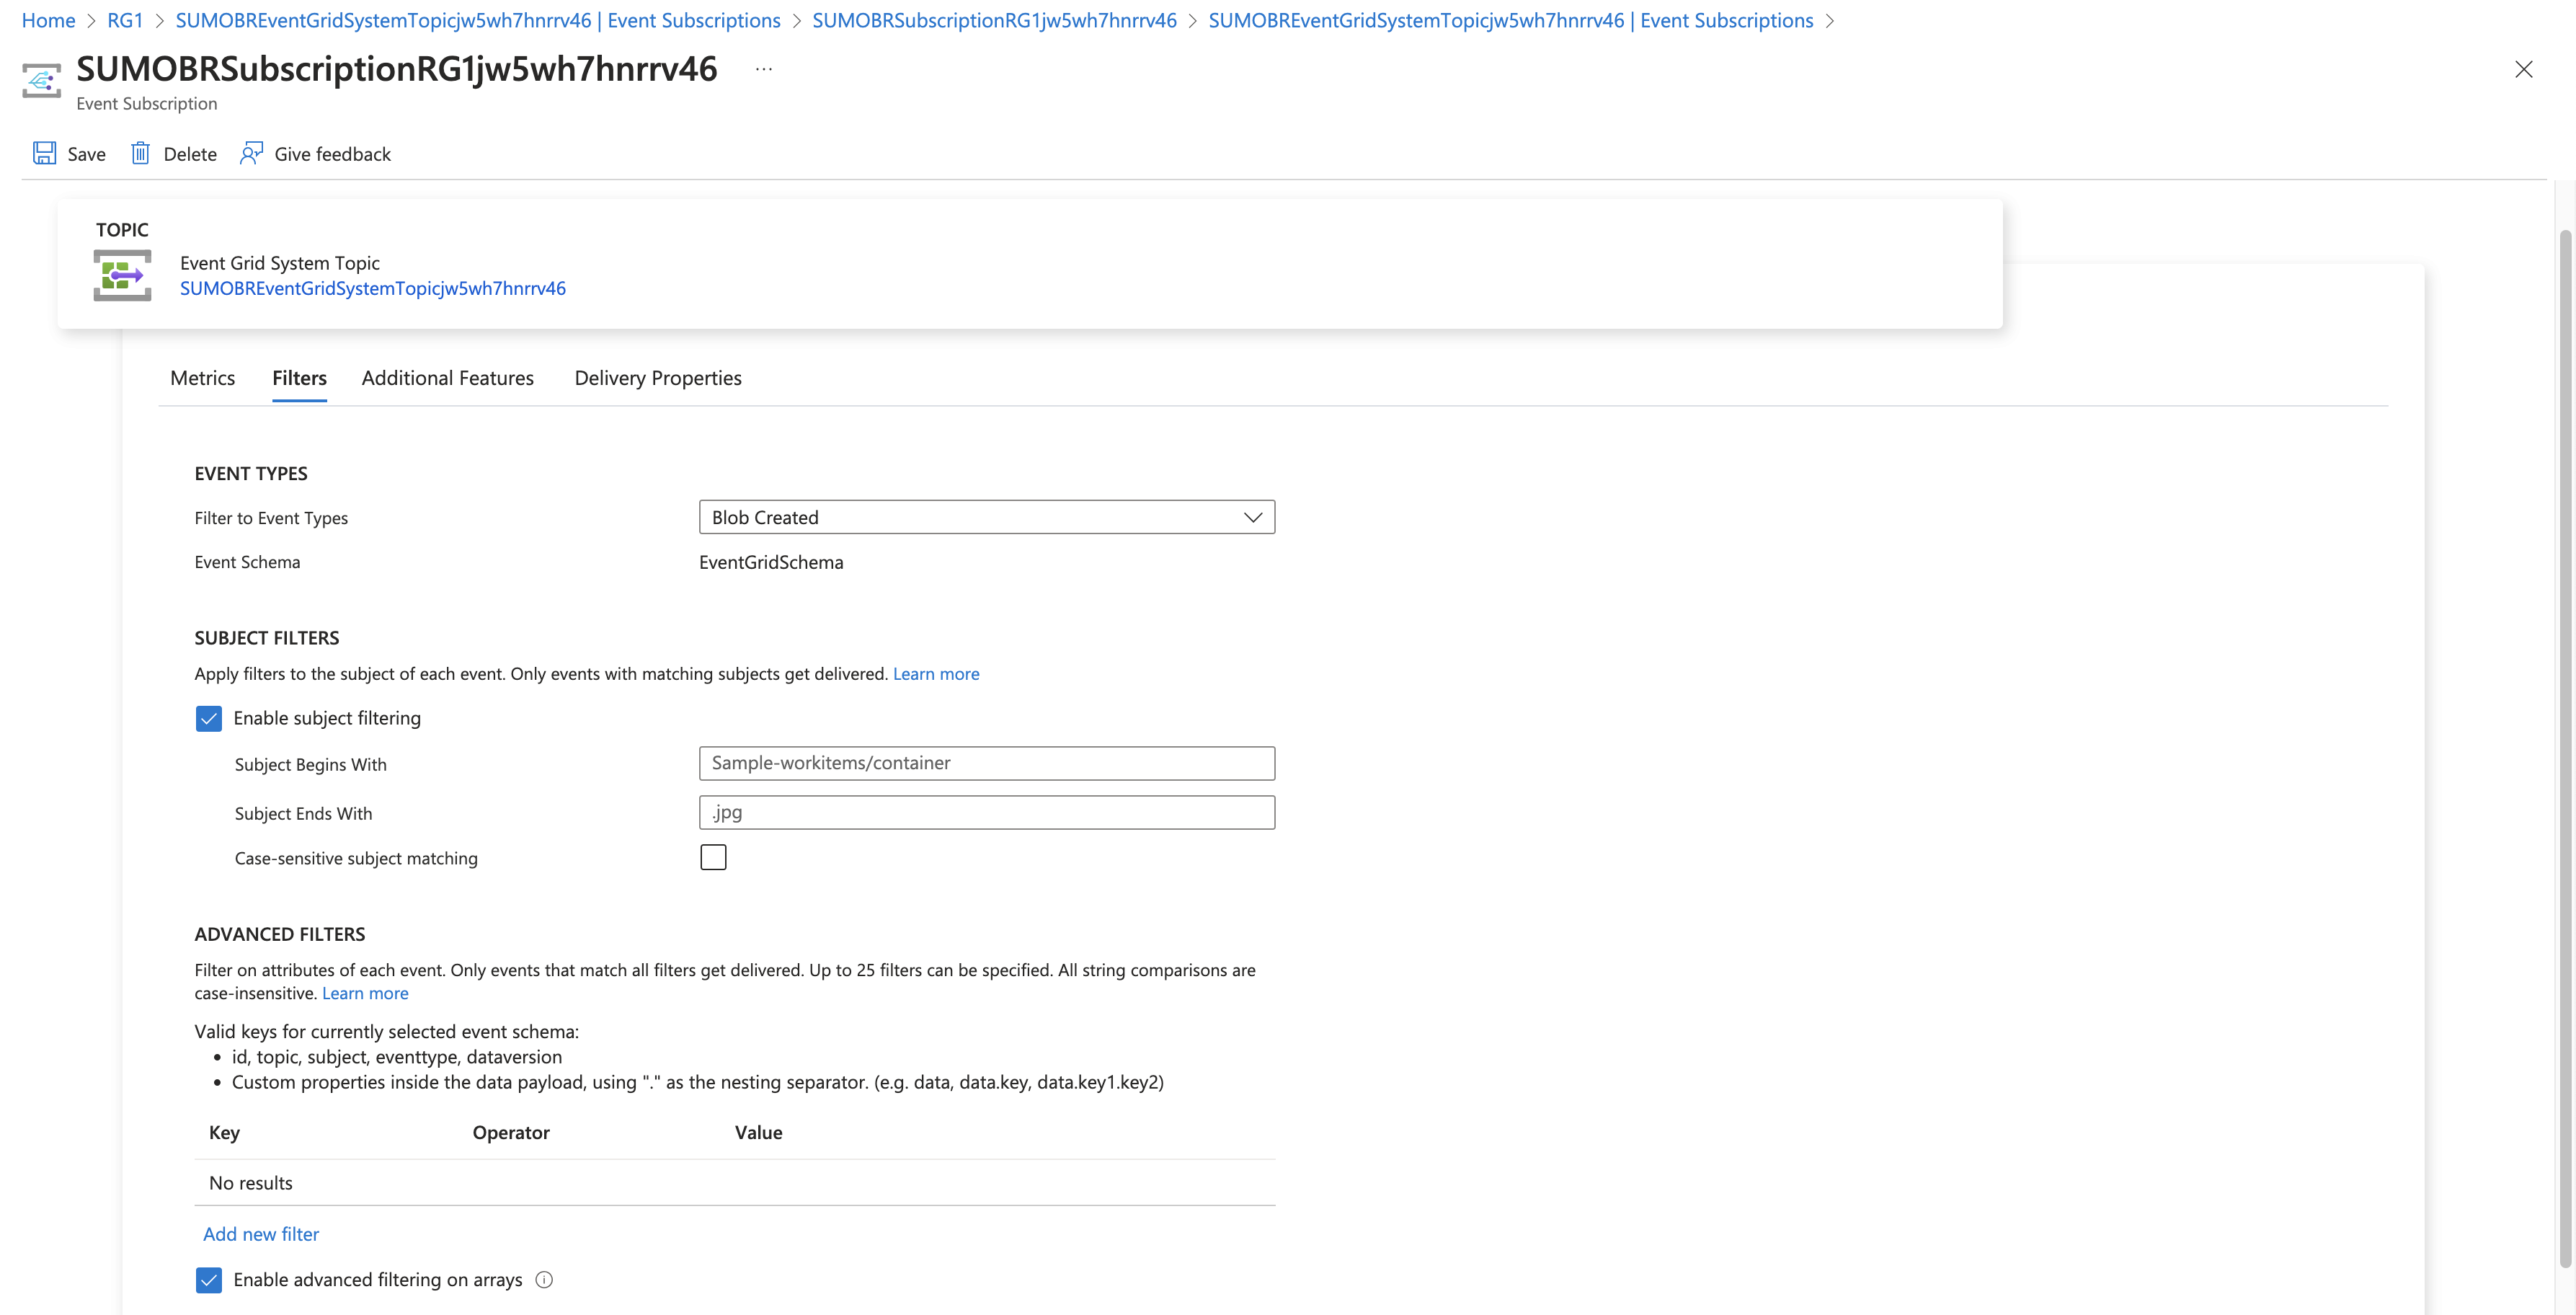 Home > RG1 > SUMOBREventGridSystemTopicjw5wh7hnrrv46 | Event Subscriptions > SUMOBRSubscriptionRG1jw5wh7hnrrv46 > SUMOBREventGridSystemTopicjw5wh7hnrrv46 | Event Subscriptions >
SUMOBRSubscriptionRG1jw5wh7hnrrv46 ...
Event Subscription
Save Delete Give feedback
TOPIC
Event Grid System Topic
SUMOBREventGridSystemTopicjw5wh7hnrrv46
Metrics Filters Additional Features Delivery Properties
EVENT TYPES
Filter to Event Types Blob Created
Event Schema EventGridSchema
SUBJECT FILTERS
Apply filters to the subject of each event. Only events with matching subjects get delivered. Learn more
Enable subject filtering
Subject Begins With Sample-workitems/container
Subject Ends With .jpg
Case-sensitive subject matching
ADVANCED FILTERS
Filter on attributes of each event. Only events that match all filters get delivered. Up to 25 filters can be specified. All string comparisons are
case-insensitive. Learn more
Valid keys for currently selected event schema:
• id, topic, subject, eventtype, dataversion
• Custom properties inside the data payload, using "." as the nesting separator. (e.g. data, data.key, data.key1.key2)
Key Operator Value
No results
Add new filter
Enable advanced filtering on arrays